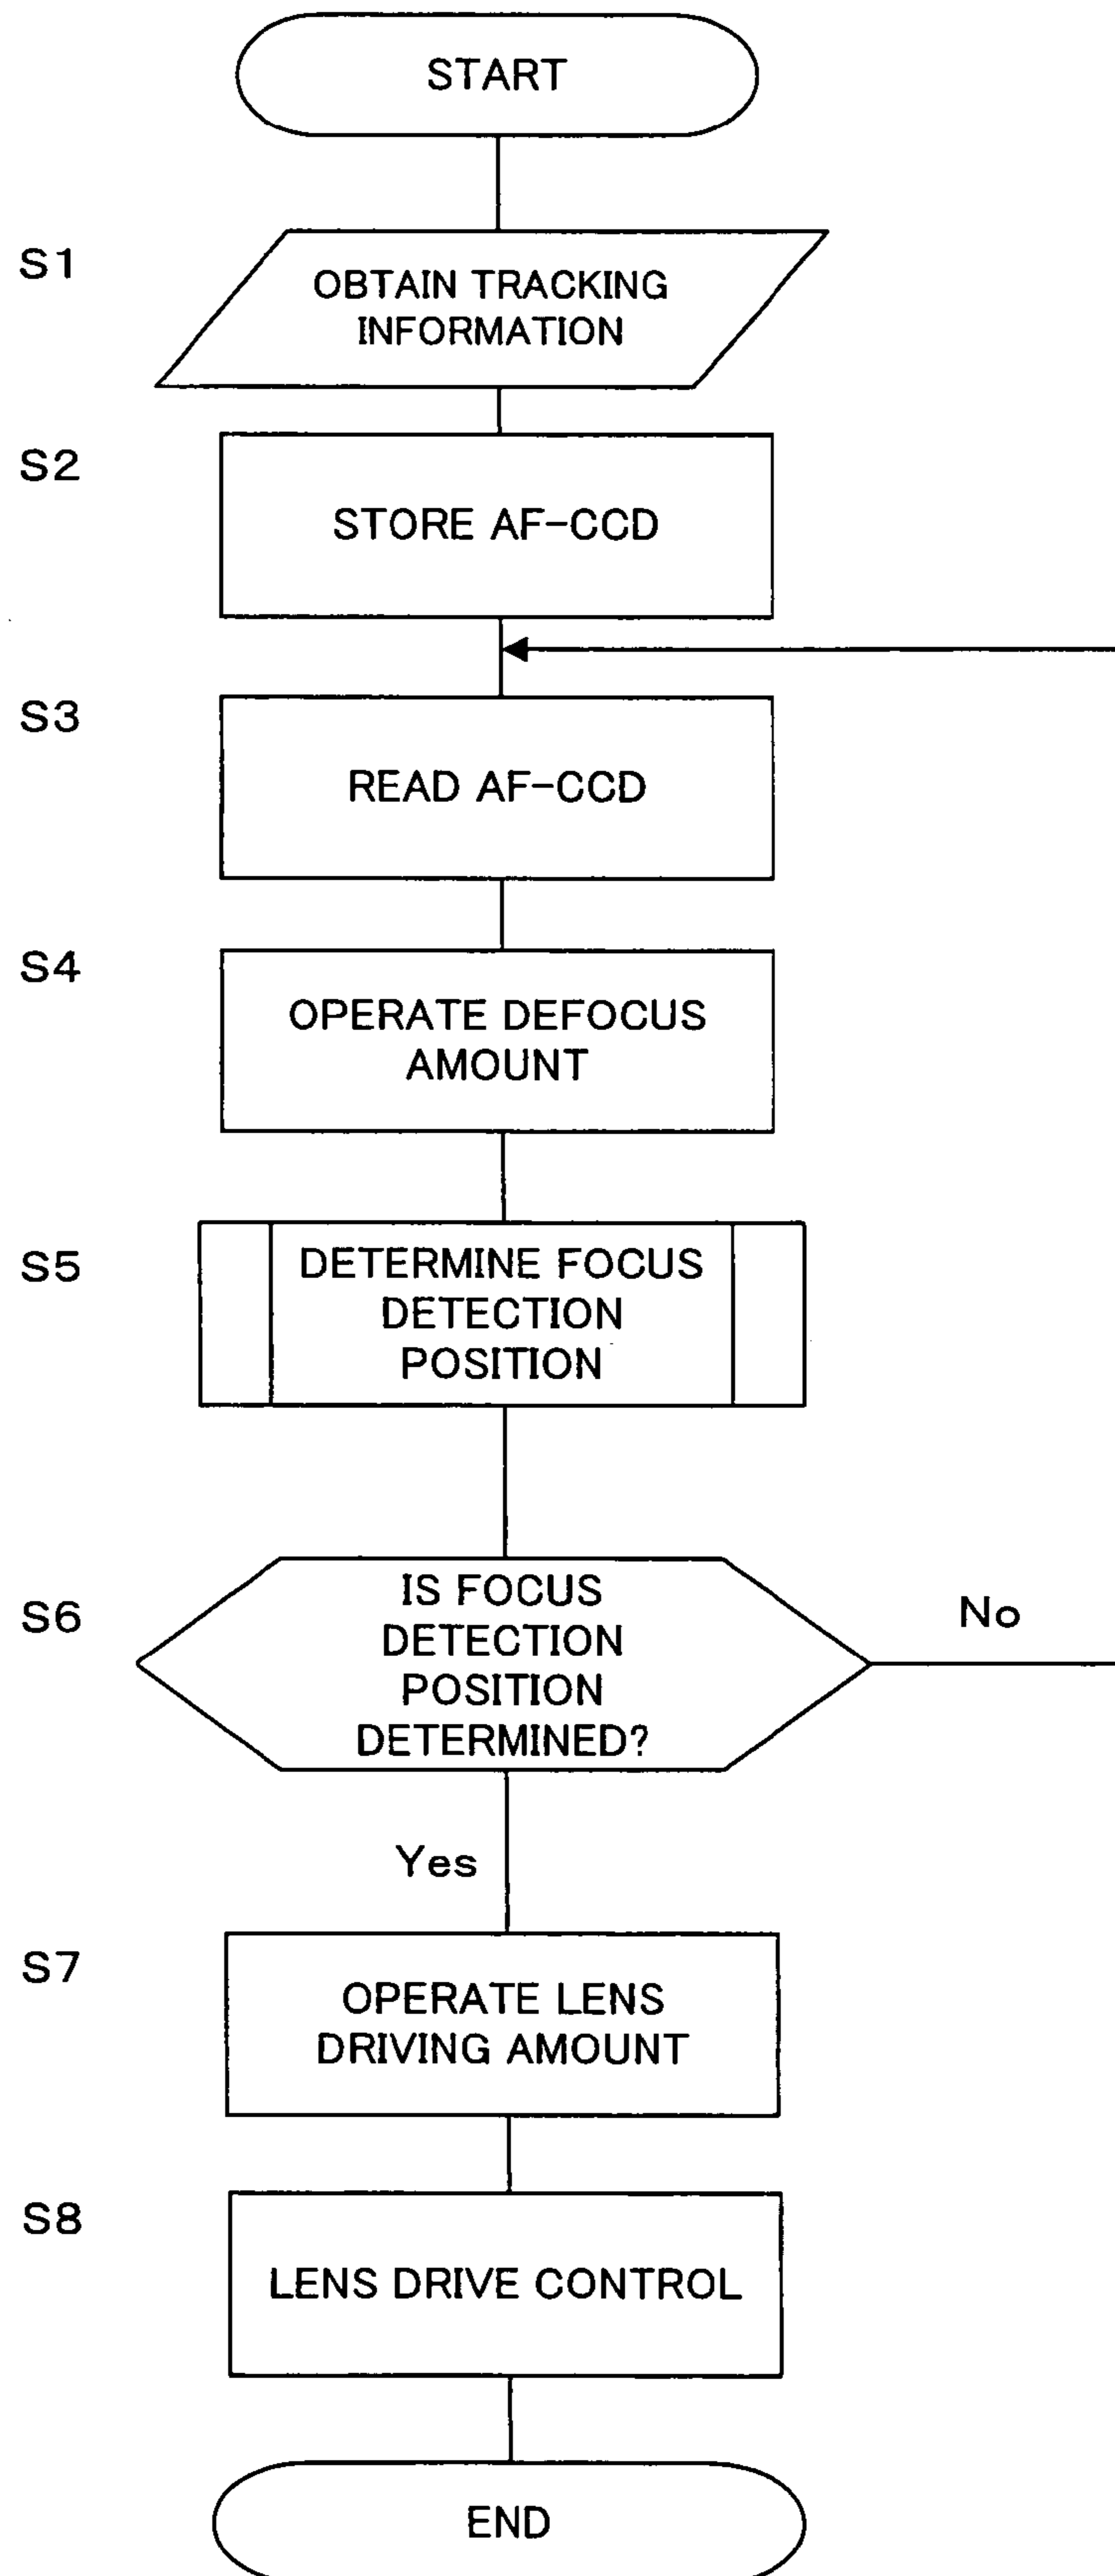 START
S1
OBTAIN TRACKING
INFORMATION
S2
STORE AF-CCD
S3
READ AF-CCD
S4
OPERATE DEFOCUS
AMOUNT
S5
DETERMINE FOCUS
DETECTION
POSITION
S6
IS FOCUS
DETECTION
POSITION
DETERMINED?
No
Yes
S7
OPERATE LENS
DRIVING AMOUNT
S8
LENS DRIVE CONTROL
END